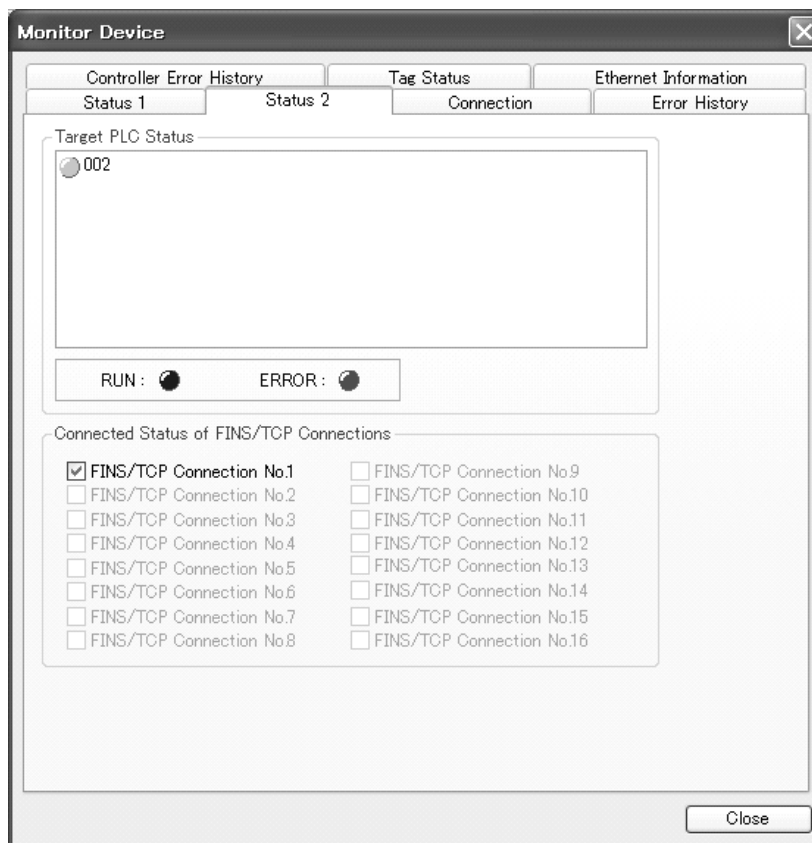 Monitor Device
Controller Error History Tag Status Ethernet Information
Status 1 Status 2 Connection Error History
Target PLC Status
002
RUN : ERROR :
Connected Status of FINS/TCP Connections
FINS/TCP Connection No.1 FINS/TCP Connection No.9
FINS/TCP Connection No.2 FINS/TCP Connection No.10
FINS/TCP Connection No.3 FINS/TCP Connection No.11
FINS/TCP Connection No.4 FINS/TCP Connection No.12
FINS/TCP Connection No.5 FINS/TCP Connection No.13
FINS/TCP Connection No.6 FINS/TCP Connection No.14
FINS/TCP Connection No.7 FINS/TCP Connection No.15
FINS/TCP Connection No.8 FINS/TCP Connection No.16
Close